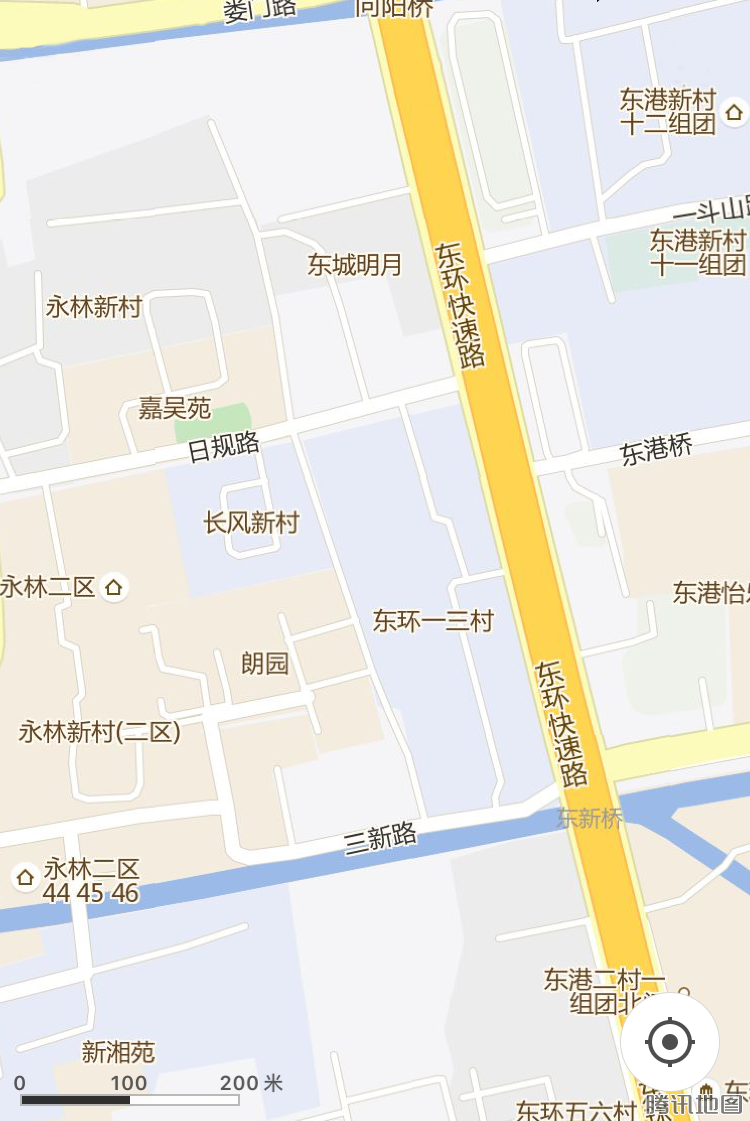 娄门路
向阳桥
东港新村
十二组团
一斗山路
东港新村
十一组团
东城明月
东环快速路
永林新村
嘉吴苑
日规路
东港桥
长风新村
永林二区
东港怡
东环一三村
朗园
东环快速路
永林新村(二区)
东新桥
三新路
永林二区
44 45 46
东港二村一
组团北
新湘苑
0 100 200 米
东环五六村
腾讯地图